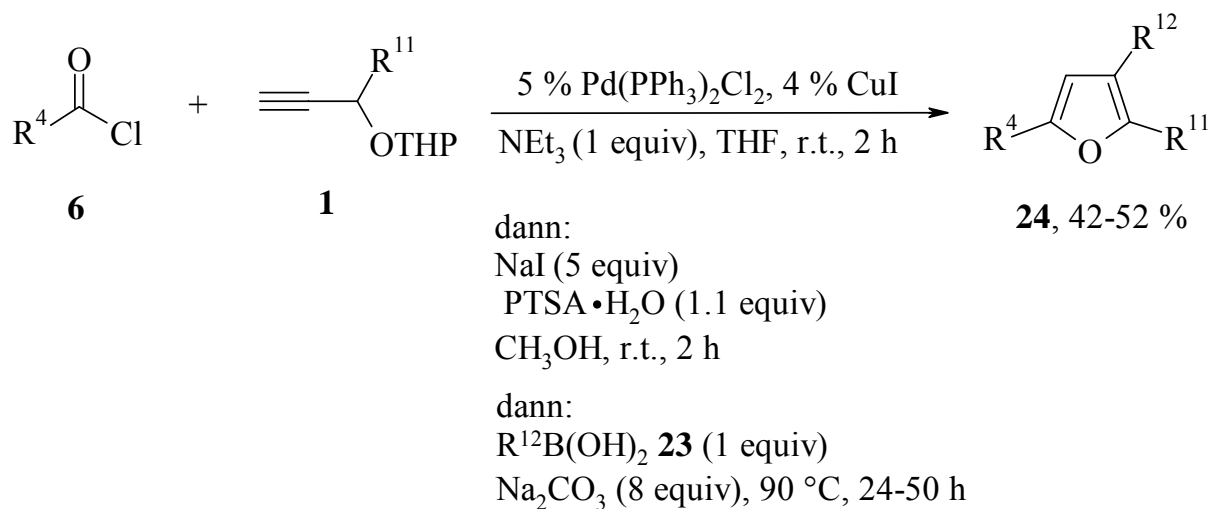 O
R⁴ Cl
6
+
R¹¹
OTHP
1
5 % Pd(PPh₃)₂Cl₂, 4 % CuI
NEt₃ (1 equiv), THF, r.t., 2 h
dann:
NaI (5 equiv)
PTSA•H₂O (1.1 equiv)
CH₃OH, r.t., 2 h
dann:
R¹²B(OH)₂ 23 (1 equiv)
Na₂CO₃ (8 equiv), 90 °C, 24-50 h
R¹²
R⁴ O R¹¹
24, 42-52 %